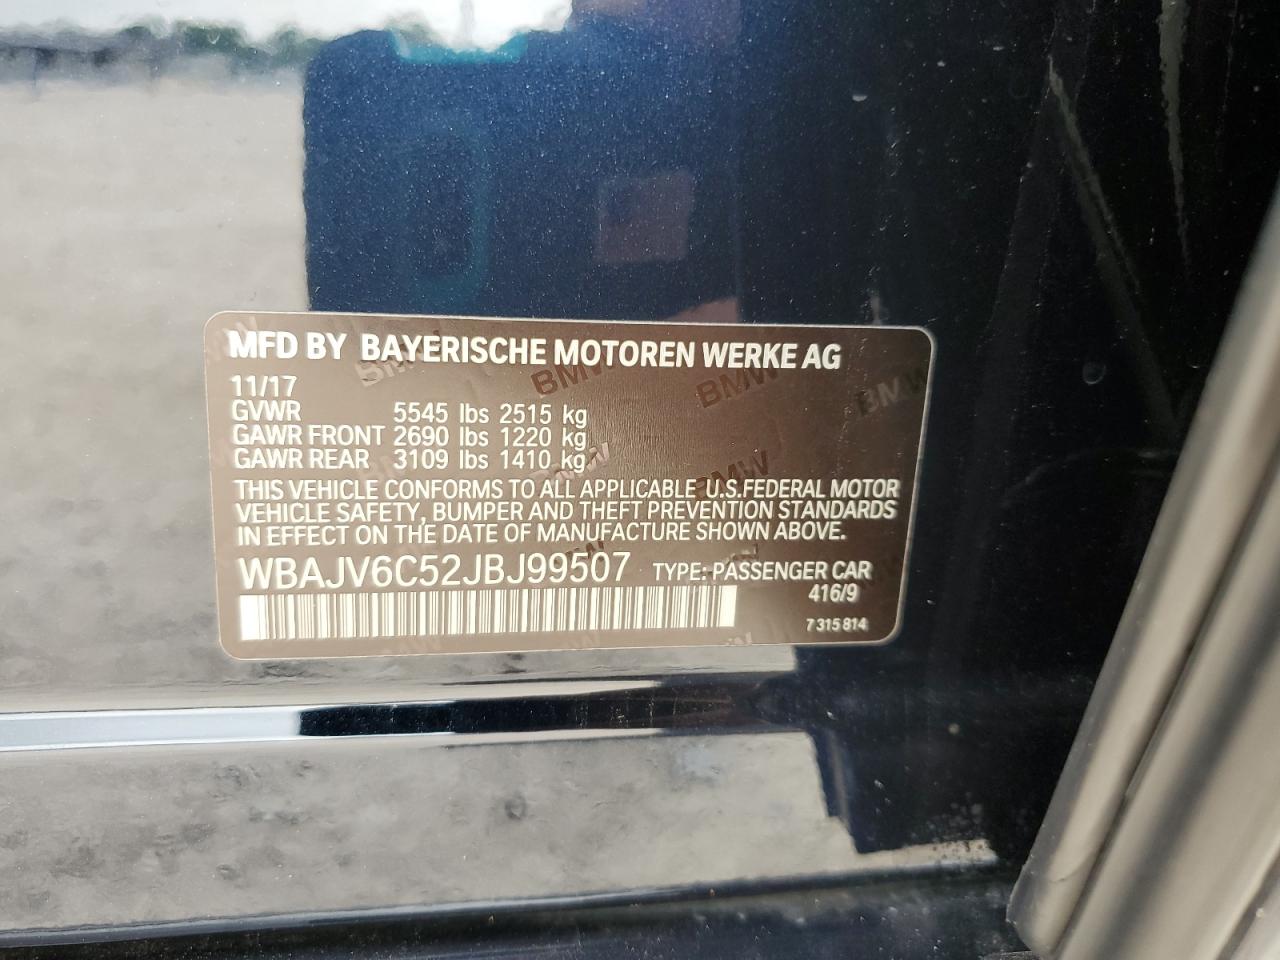 MFD BY BAYERISCHE MOTOREN WERKE AG
11/17
GVWR 5545 lbs 2515 kg
GAWR FRONT 2690 lbs 1220 kg
GAWR REAR 3109 lbs 1410 kg
THIS VEHICLE CONFORMS TO ALL APPLICABLE U.S.FEDERAL MOTOR
VEHICLE SAFETY, BUMPER AND THEFT PREVENTION STANDARDS
IN EFFECT ON THE DATE OF MANUFACTURE SHOWN ABOVE.
WBAJV6C52JBJ99507 TYPE: PASSENGER CAR
416/9
7 315 814